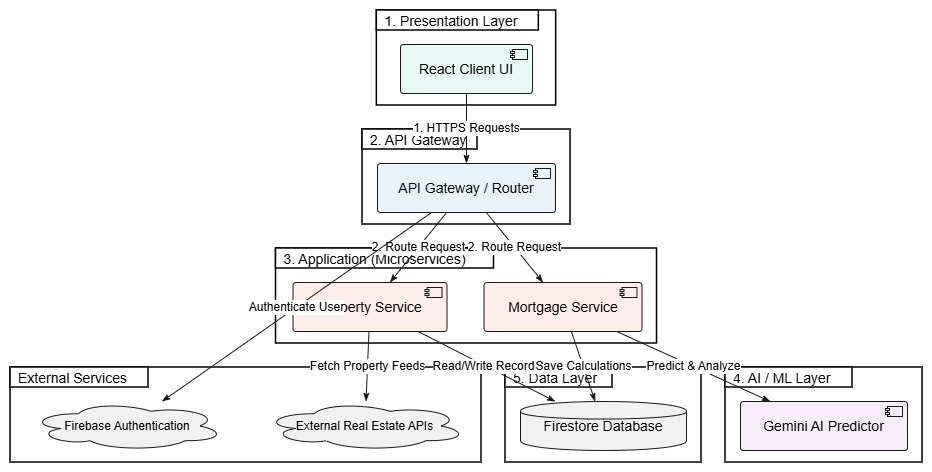 1. Presentation Layer
React Client UI
1. HTTPS Requests
2. API Gateway
API Gateway / Router
2. Route Request
2. Route Request
3. Application (Microservices)
Authenticate User
perty Service
Mortgage Service
Fetch Property Feeds
Read/Write Record
Save Calculations
Predict & Analyze
External Services
5. Data Layer
4. AI / ML Layer
Firebase Authentication
External Real Estate APIs
Firestore Database
Gemini AI Predictor